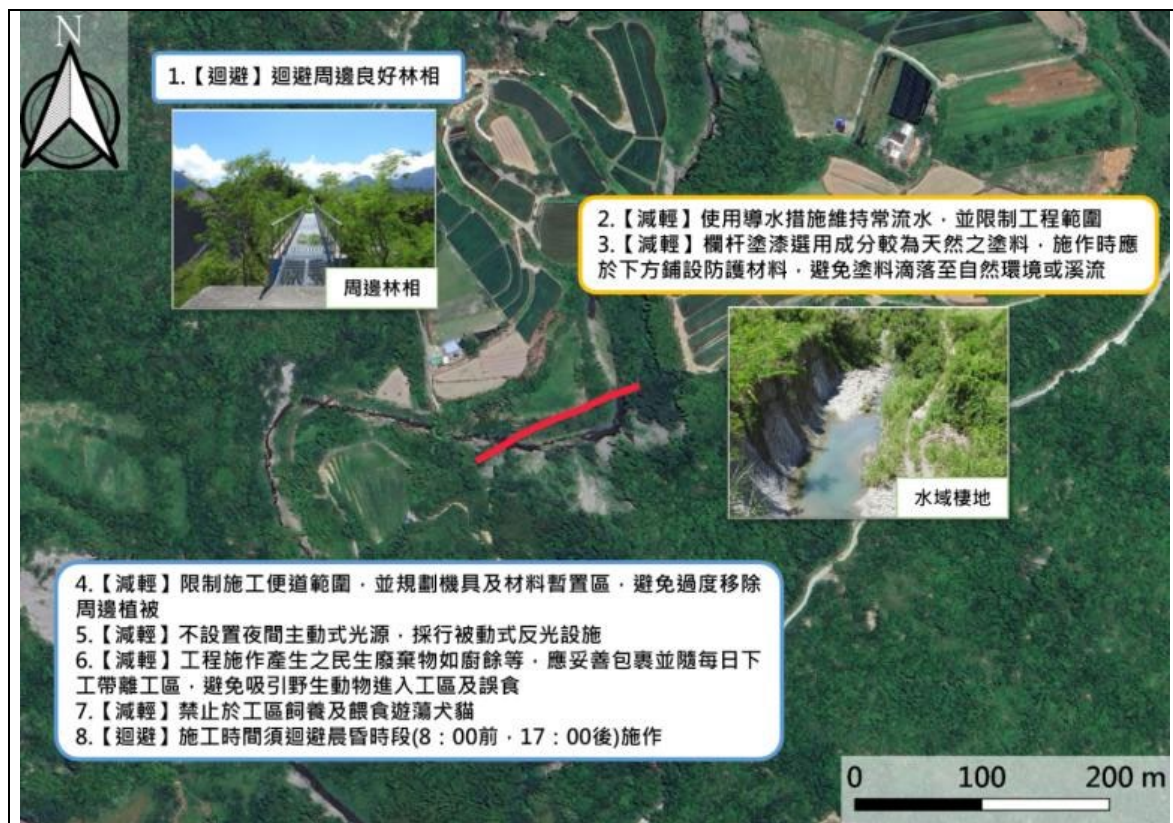 N
1.【迴避】迴避周邊良好林相
周邊林相
2.【減輕】使用導水措施維持常流水，並限制工程範圍
3.【減輕】欄杆塗漆選用成分較為天然之塗料，施作時應
於下方鋪設防護材料，避免塗料滴落至自然環境或溪流
水域棲地
4.【減輕】限制施工便道範圍，並規劃機具及材料暫置區，避免過度移除
周邊植被
5.【減輕】不設置夜間主動式光源，採行被動式反光設施
6.【減輕】工程施作產生之民生廢棄物如廚餘等，應妥善包裹並隨每日下
工帶離工區，避免吸引野生動物進入工區及誤食
7.【減輕】禁止於工區飼養及餵食遊蕩犬貓
8.【迴避】施工時間須迴避晨昏時段(8：00前，17：00後)施作
0 100 200 m